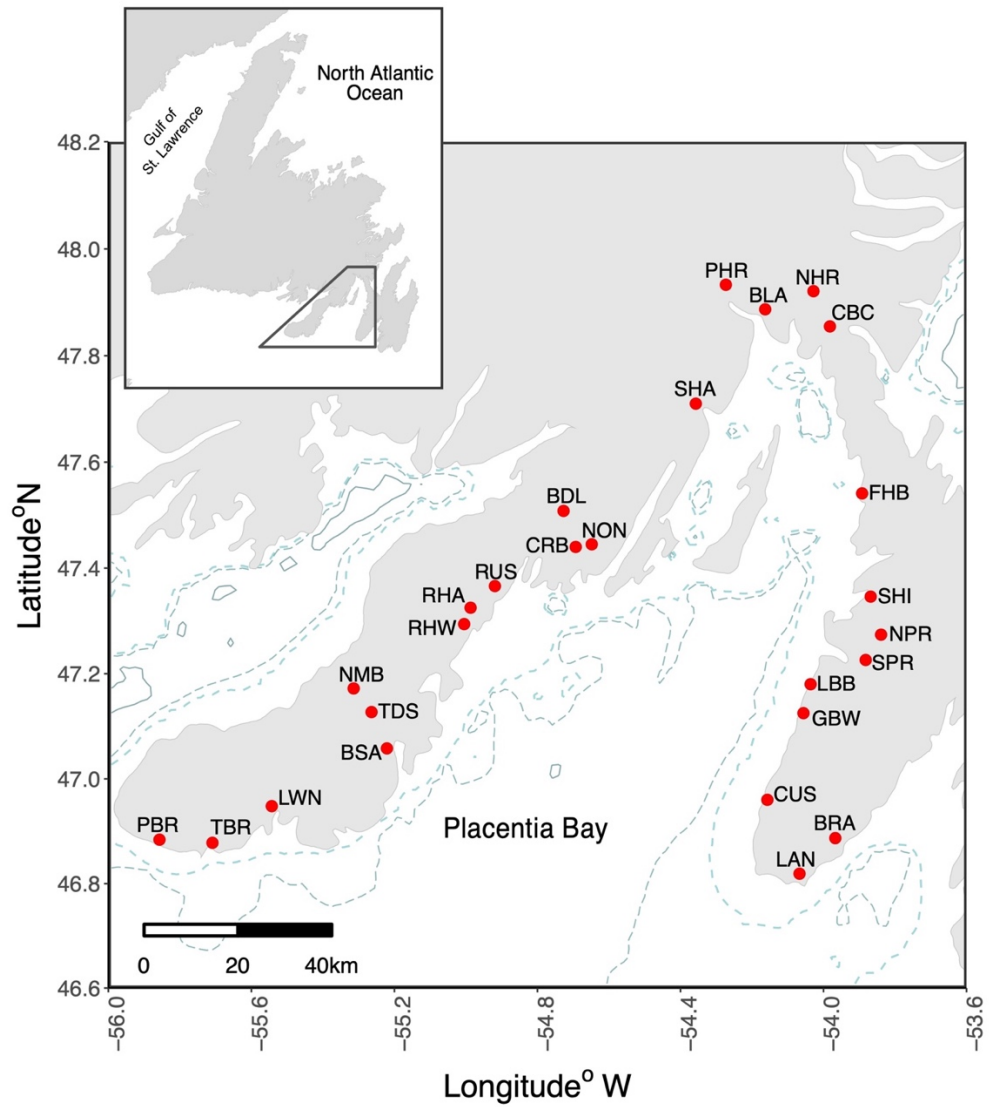 North Atlantic
Ocean
Gulf of
St. Lawrence
48.2
48.0
47.8
47.6
47.4
47.2
47.0
46.8
46.6
Latitude°N
PHR
NHR
BLA
CBC
SHA
FHB
BDL
NON
CRB
RUS
RHA
SHI
RHW
NPR
SPR
NMB
LBB
TDS
GBW
BSA
LWN
CUS
PBR
TBR
Placentia Bay
BRA
LAN
0 20 40km
−56.0
−55.6
−55.2
−54.8
−54.4
−54.0
−53.6
Longitude° W